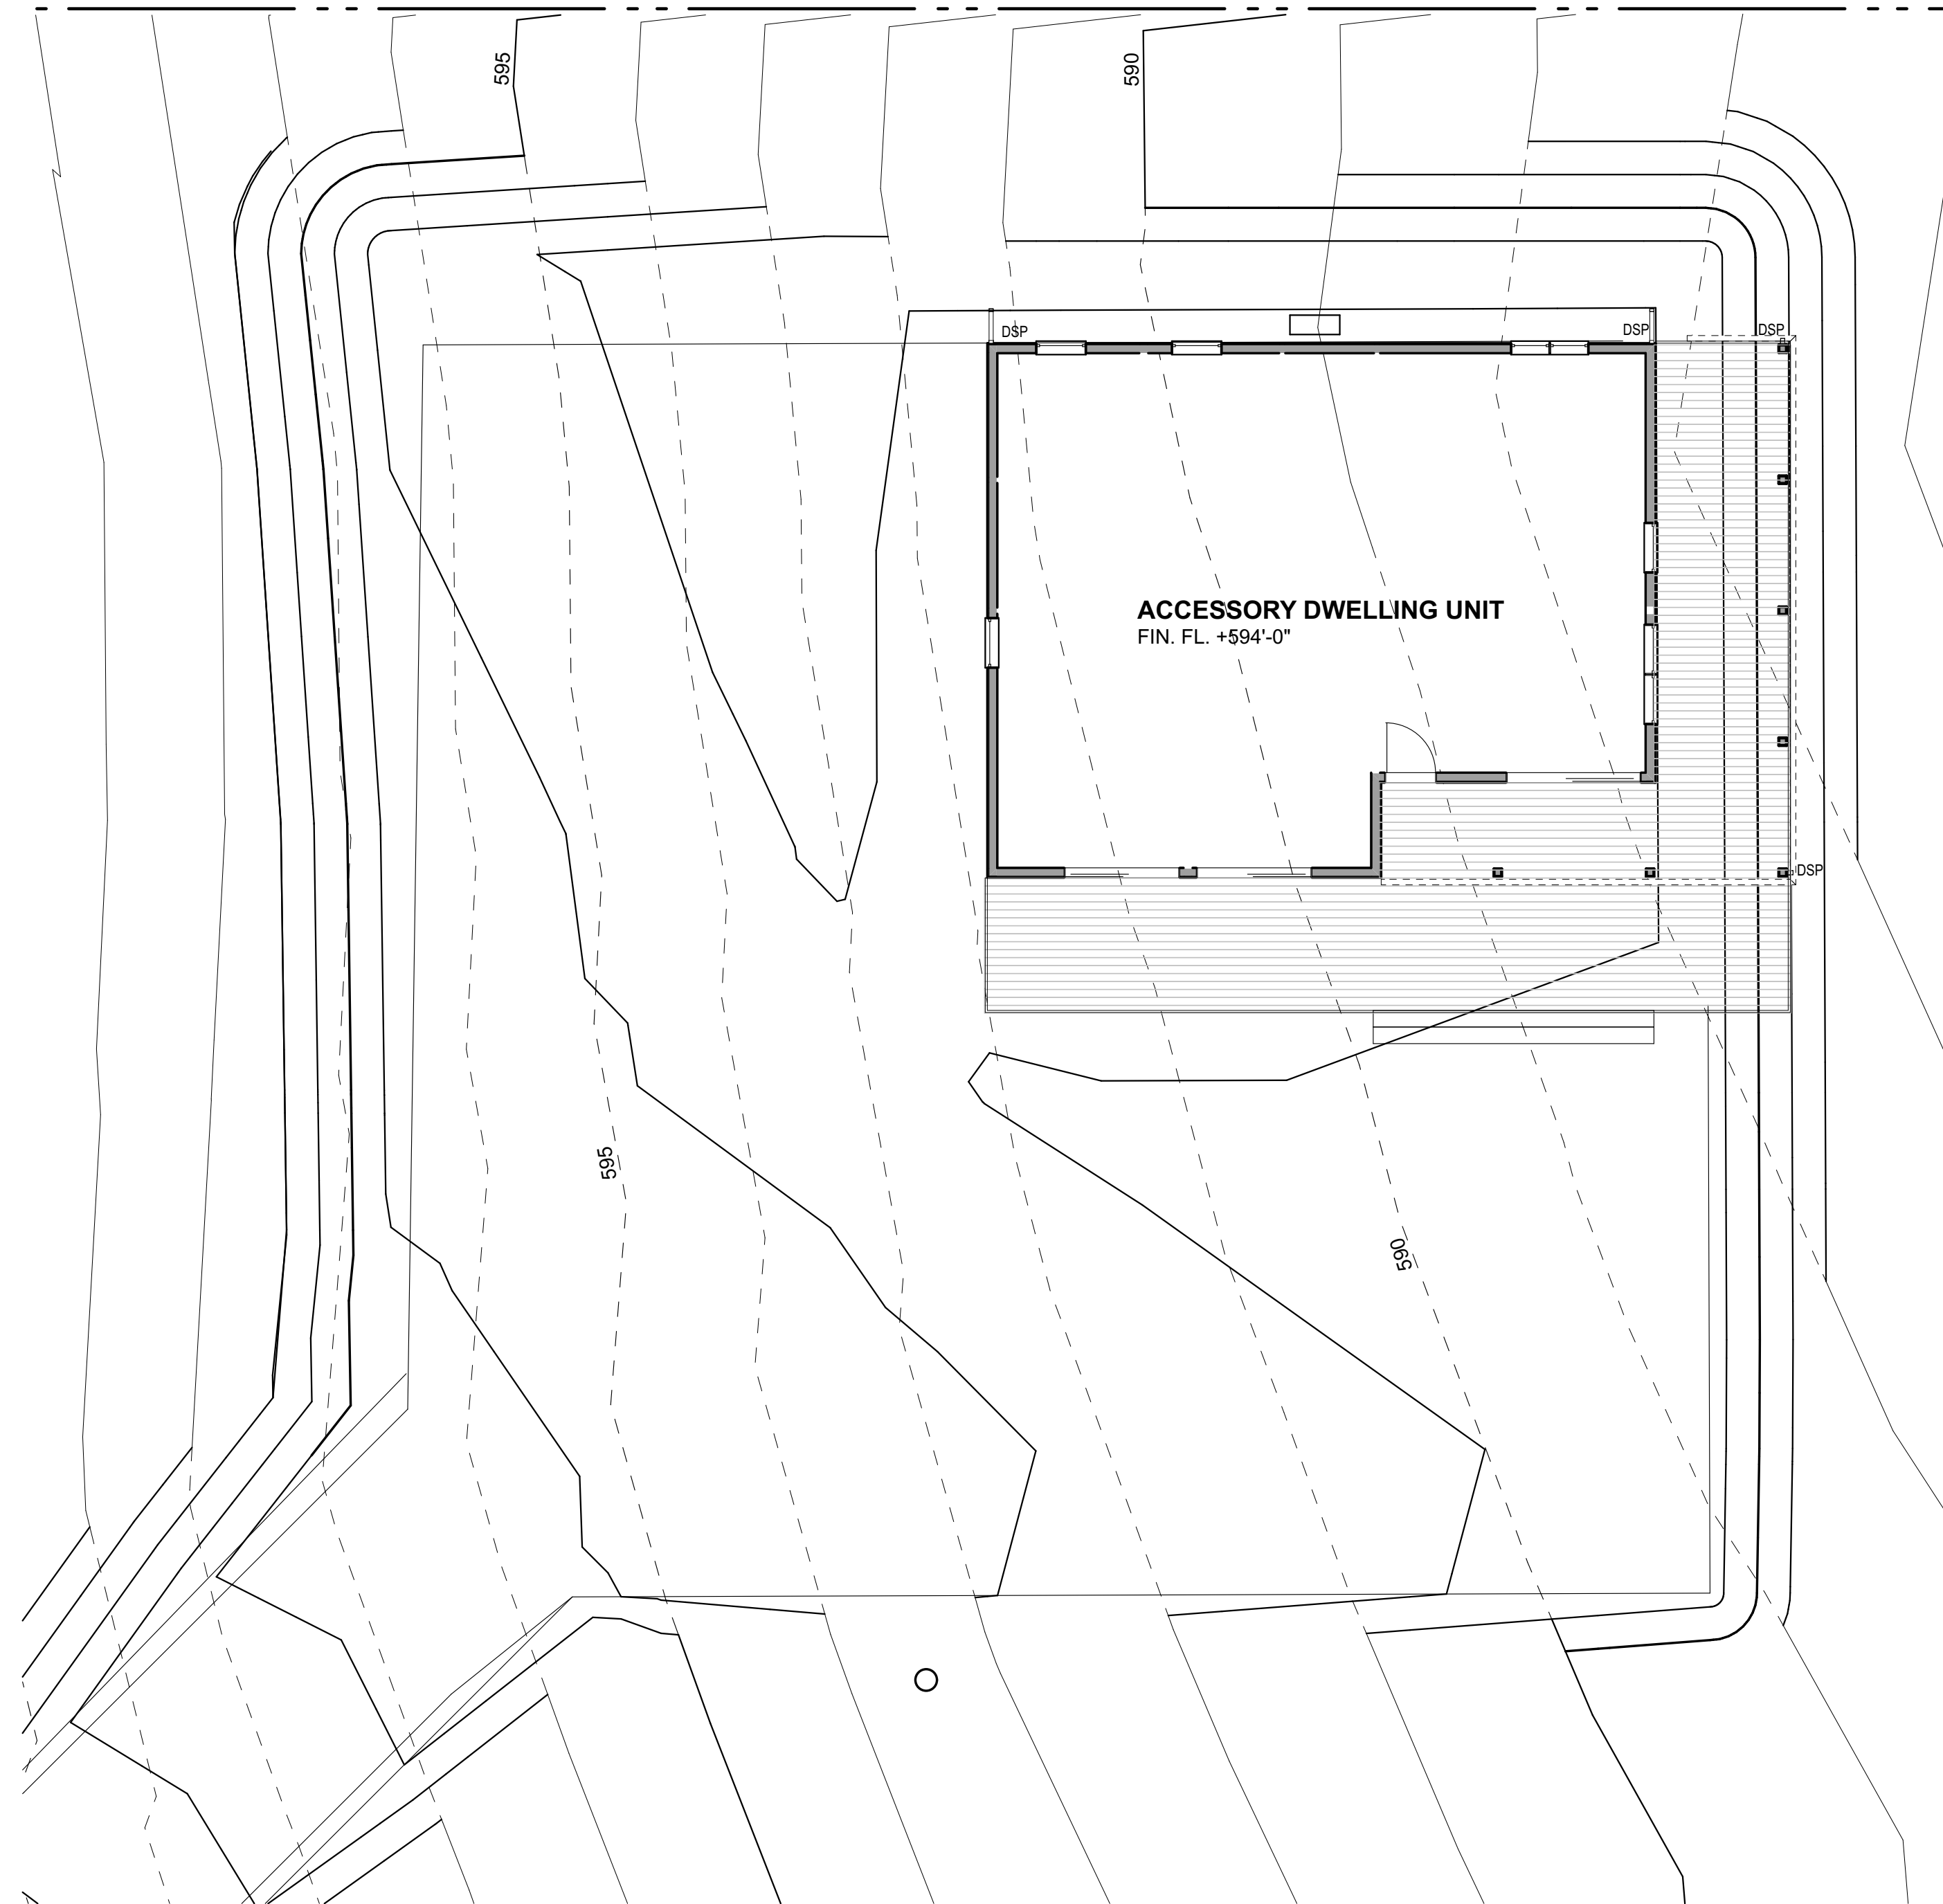 595
590
DSP
DSP
DSP
ACCESSORY DWELLING UNIT
FIN. FL. +594'-0"
DSP
595
590